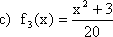 c) f₃(x) = (x² + 3)/20